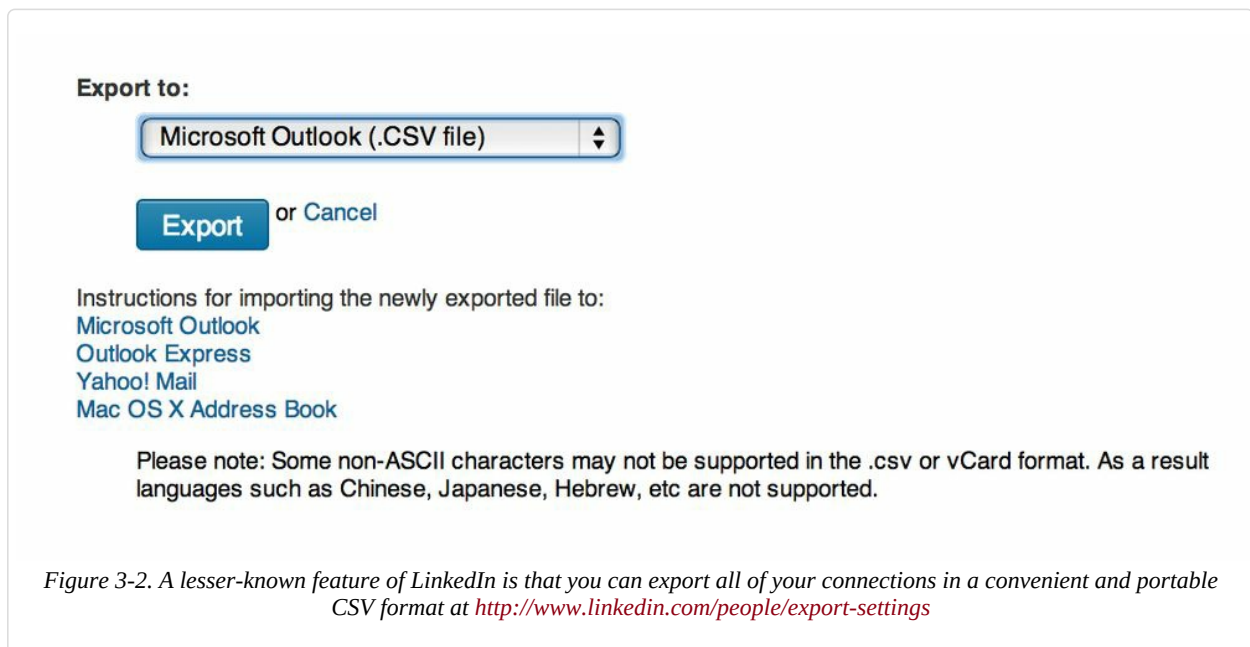 Export to:
Microsoft Outlook (.CSV file)
Export or Cancel
Instructions for importing the newly exported file to:
Microsoft Outlook
Outlook Express
Yahoo! Mail
Mac OS X Address Book
Please note: Some non-ASCII characters may not be supported in the .csv or vCard format. As a result
languages such as Chinese, Japanese, Hebrew, etc are not supported.
Figure 3-2. A lesser-known feature of LinkedIn is that you can export all of your connections in a convenient and portable
CSV format at http://www.linkedin.com/people/export-settings